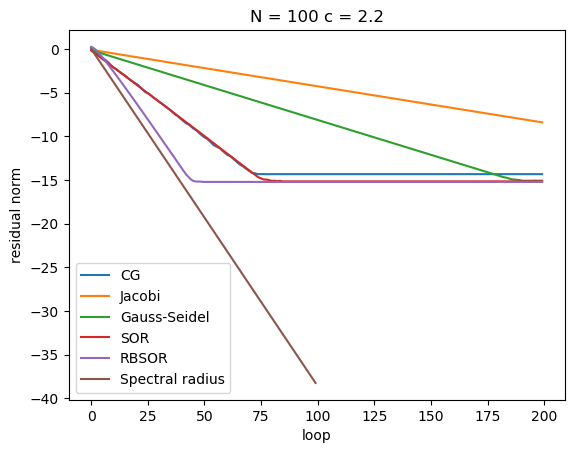 N = 100 c = 2.2
residual norm
0
−5
−10
−15
−20
−25
−30
−35
−40
CG
Jacobi
Gauss-Seidel
SOR
RBSOR
Spectral radius
0 25 50 75 100 125 150 175 200
loop